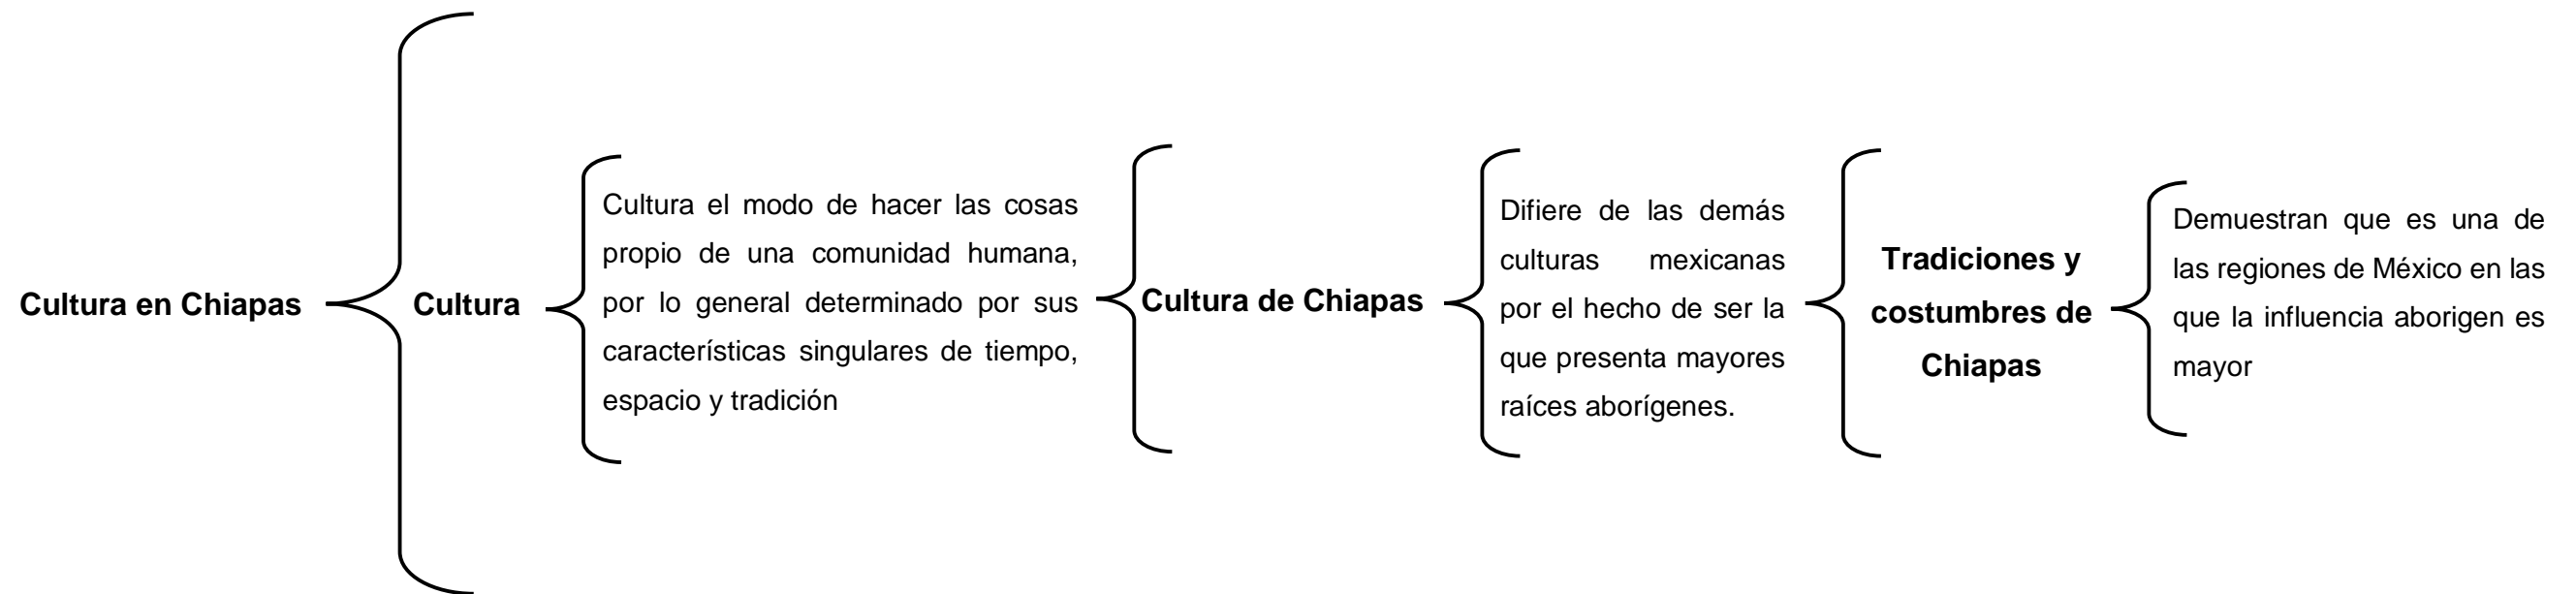 Cultura en Chiapas
Cultura
Cultura el modo de hacer las cosas
propio de una comunidad humana,
por lo general determinado por sus
características singulares de tiempo,
espacio y tradición
Cultura de Chiapas
Difiere de las demás
culturas mexicanas
por el hecho de ser la
que presenta mayores
raíces aborígenes.
Tradiciones y
costumbres de
Chiapas
Demuestran que es una de
las regiones de México en las
que la influencia aborigen es
mayor